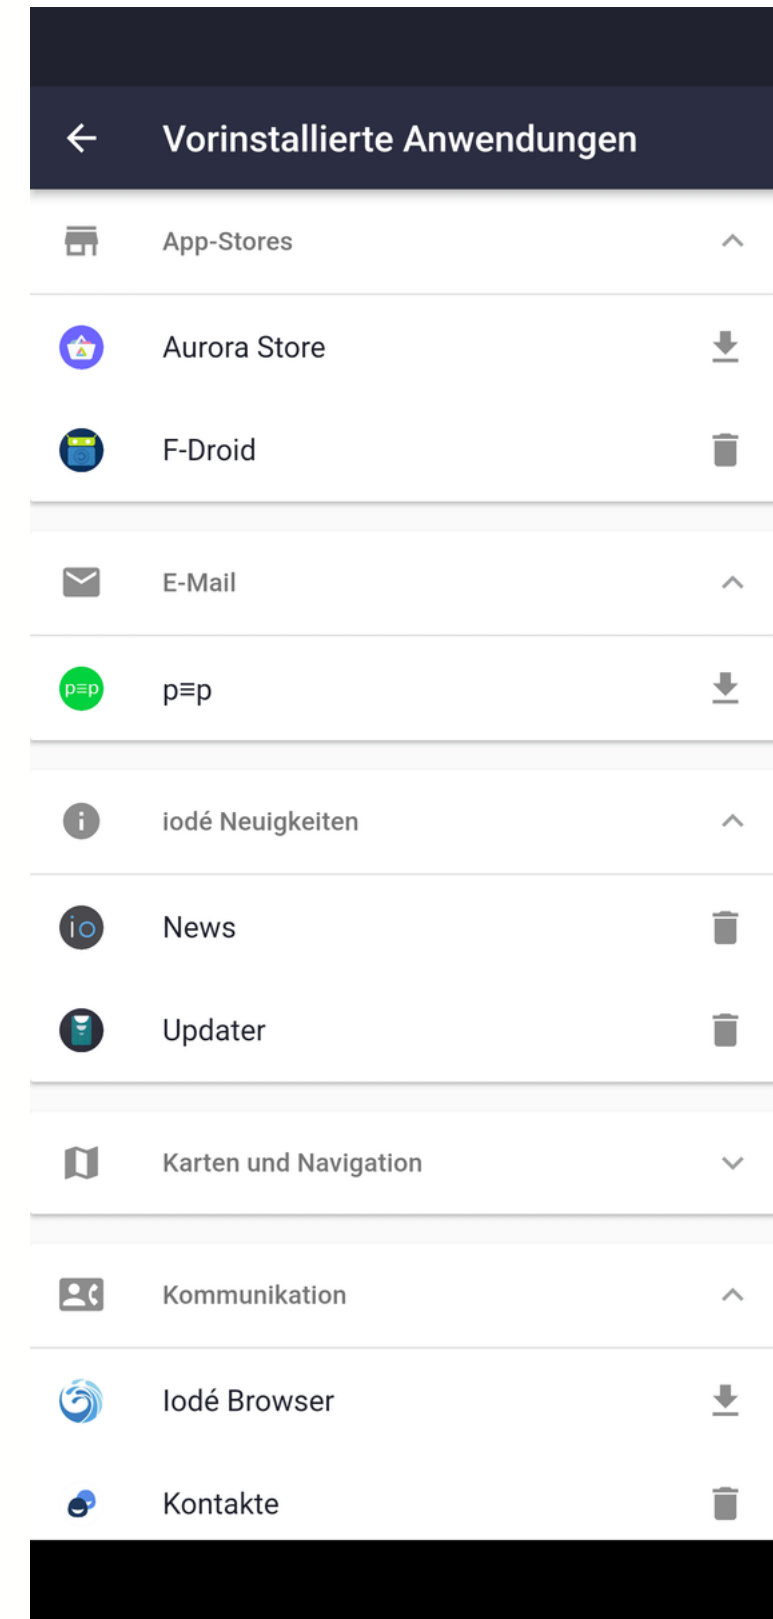 Vorinstallierte Anwendungen
App-Stores
Aurora Store
F-Droid
E-Mail
p≡p
p≡p
iodé Neuigkeiten
io
News
Updater
Karten und Navigation
Kommunikation
Iodé Browser
Kontakte